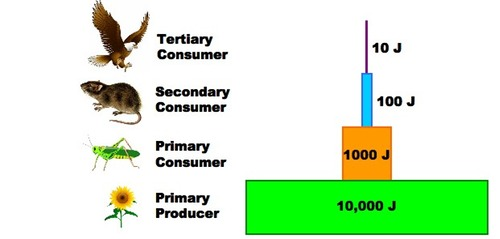 Tertiary
Consumer
10 J
Secondary
Consumer
100 J
Primary
Consumer
1000 J
Primary
Producer
10,000 J